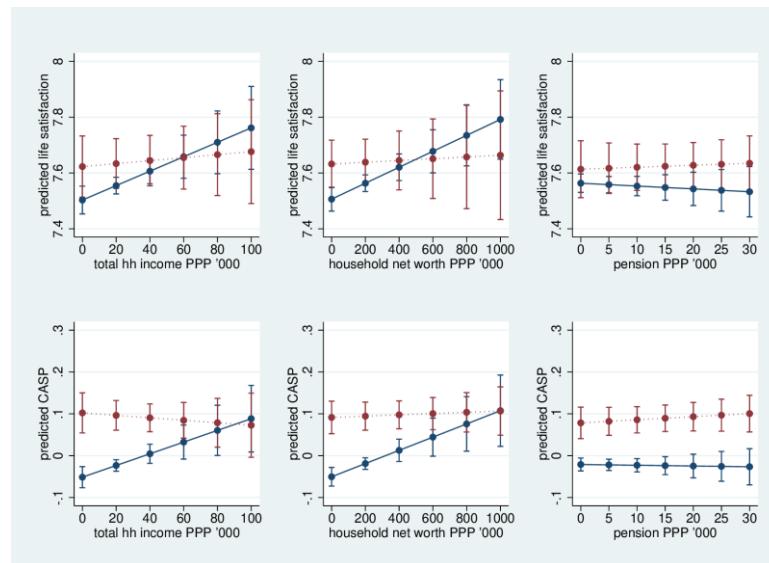 predicted life satisfaction
7.4 7.6 7.8 8
0 20 40 60 80 100
total hh income PPP '000
predicted life satisfaction
7.4 7.6 7.8 8
0 200 400 600 800 1000
household net worth PPP '000
predicted life satisfaction
7.4 7.6 7.8 8
0 5 10 15 20 25 30
pension PPP '000
predicted CASP
-.1 0 .1 .2 .3
0 20 40 60 80 100
total hh income PPP '000
predicted CASP
-.1 0 .1 .2 .3
0 200 400 600 800 1000
household net worth PPP '000
predicted CASP
-.1 0 .1 .2 .3
0 5 10 15 20 25 30
pension PPP '000